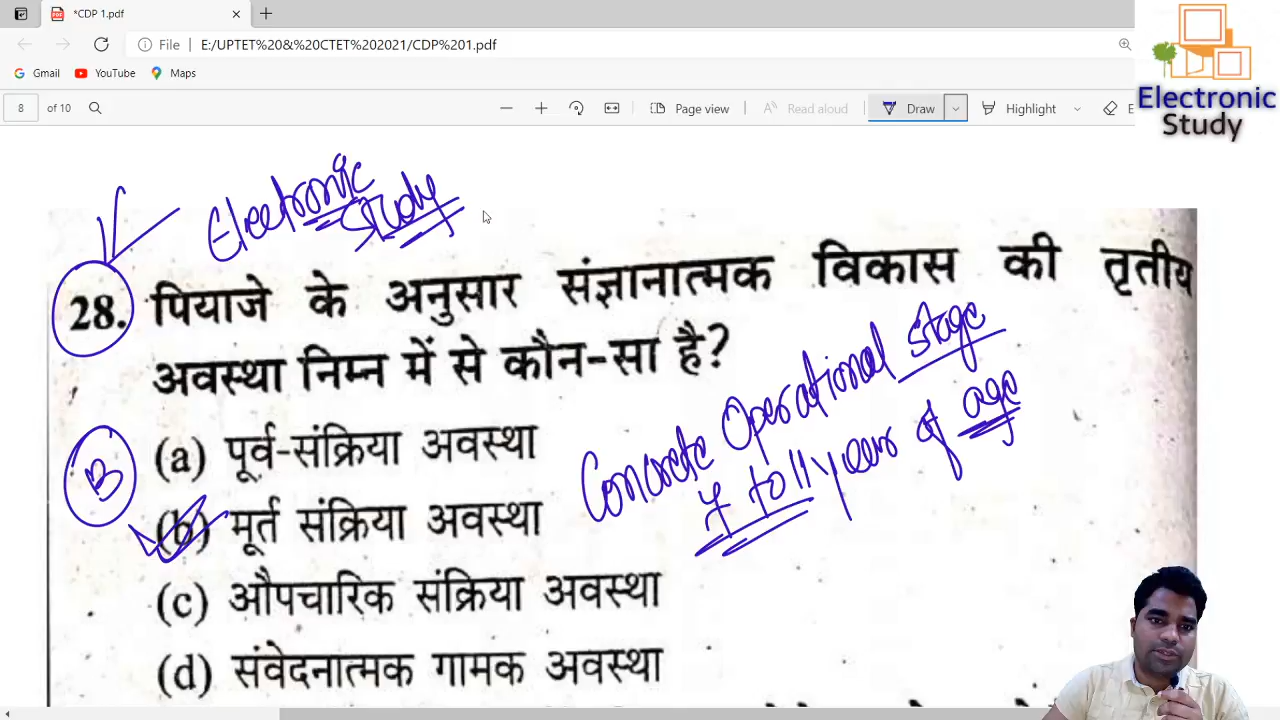 *CDP 1.pdf
File E:/UPTET%20&%20CTET%202021/CDP%201.pdf
Gmail YouTube Maps
8 of 10 Page view Read aloud Draw Highlight E
Electronic
Study
Electronic
Study
28. पियाजे के अनुसार संज्ञानात्मक विकास की तृतीय
अवस्था निम्न में से कौन-सा है?
Concrete Operational stage
7 to 11 year of age
B
(a) पूर्व-संक्रिया अवस्था
(b) मूर्त संक्रिया अवस्था
(c) औपचारिक संक्रिया अवस्था
(d) संवेदनात्मक गामक अवस्था